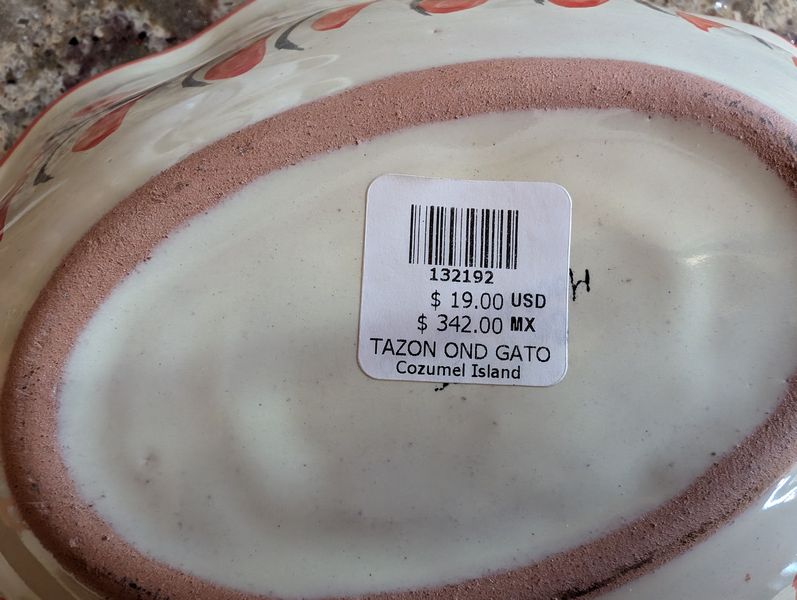 132192
$ 19.00 USD
$ 342.00 MX
TAZON OND GATO
Cozumel Island